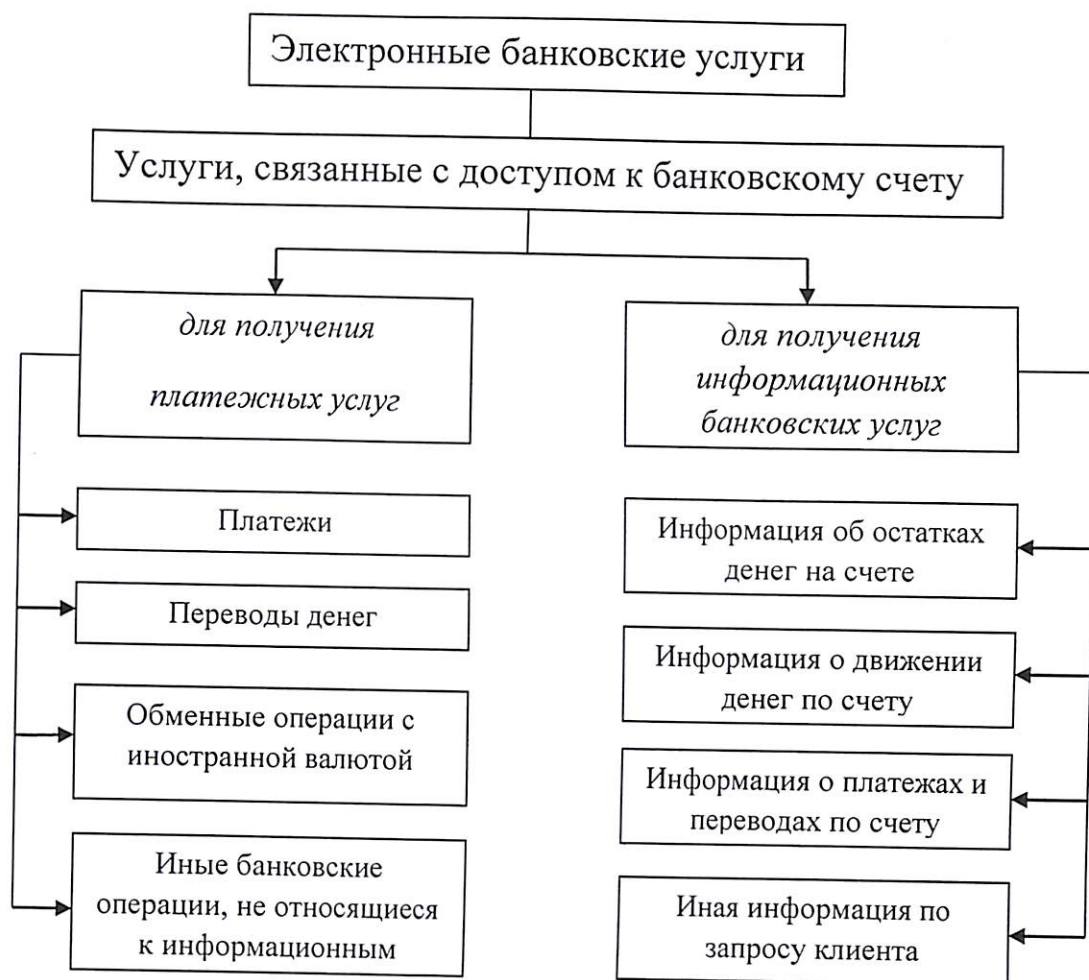 Электронные банковские услуги
Услуги, связанные с доступом к банковскому счету
для получения
платежных услуг
для получения
информационных
банковских услуг
Платежи
Переводы денег
Обменные операции с
иностранной валютой
Иные банковские
операции, не относящиеся
к информационным
Информация об остатках
денег на счете
Информация о движении
денег по счету
Информация о платежах и
переводах по счету
Иная информация по
запросу клиента